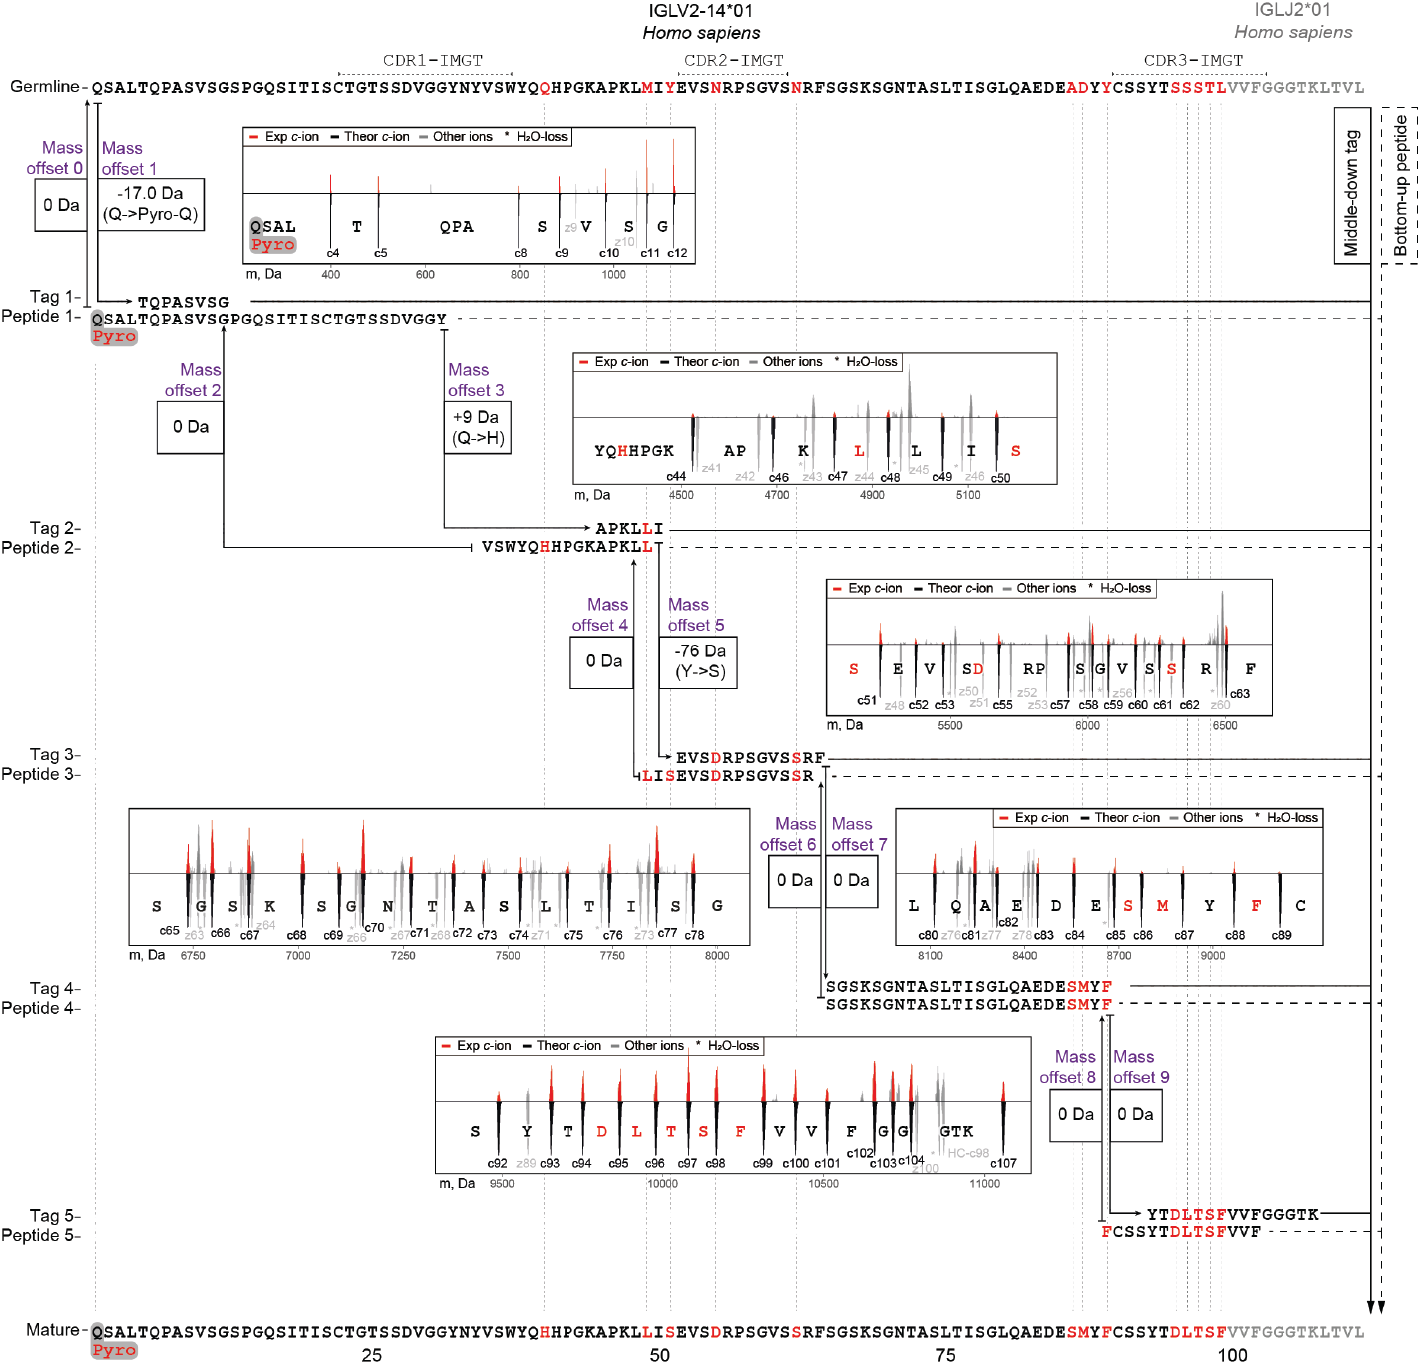 IGLV2-14*01
Homo sapiens
IGLJ2*01
Homo sapiens
CDR1-IMGT
CDR2-IMGT
CDR3-IMGT
Germline
QSALTQPASVSGSPGQSITISCTGTSSDVGGYNYVSWYQQHPGKAPKLMIYEVSNRPSGVSNRFSGSKSGNTASLTISGLQAEDEADYYCSSYTSSSTLVVFGGGTKLTVL
Mass offset 0
0 Da
Mass offset 1
-17.0 Da
(Q->Pyro-Q)
Exp c-ion Theor c-ion Other ions * H₂O-loss
QSAL T QPA S z9 V S G
Pyro
z10
c4 c5 c8 c9 c10 c11 c12
m, Da 400 600 800 1000
Middle-down tag
Bottom-up peptide
Tag 1
TQPASVSG
Peptide 1
QSALTQPASVSGSPGQSITISCTGTSSDVGGY
Pyro
Mass offset 2
0 Da
Mass offset 3
+9 Da
(Q->H)
Exp c-ion Theor c-ion Other ions * H₂O-loss
YQHHPGK AP K L L I S
c44 z41 z42 c46 * z43 c47 z44 * c48 z45 c49 * z46 c50
m, Da 4500 4700 4900 5100
Tag 2
APKLLI
Peptide 2
VSWYQHHPGKAPKLL
Mass offset 4
0 Da
Mass offset 5
-76 Da
(Y->S)
Exp c-ion Theor c-ion Other ions * H₂O-loss
S E V SD RP S G V S S R F
c51 z48 c52 c53 * z50 z51 c55 z52 z53 c57 * c58 * c59 z56 c60 * c61 c62 * z60 c63
m, Da 5500 6000 6500
Tag 3
EVSDRPSGVSSRF
Peptide 3
LISEVSDRPSGVSSR
Mass offset 6
0 Da
Mass offset 7
0 Da
S G S K S G N T A S L T I S G
c65 z63 c66 c67 z64 c68 c69 z66 c70 z67 c71 z68 c72 c73 c74 z71 c75 c76 z73 c77 c78
m, Da 6750 7000 7250 7500 7750 8000
Exp c-ion Theor c-ion Other ions * H₂O-loss
L Q A E D E S M Y F C
c80 z76 c81 z77 c82 z78 c83 c84 * c85 c86 c87 c88 c89
m, Da 8100 8400 8700 9000
Tag 4
SGSKSGNTASLTISGLQAEDESMYF
Peptide 4
SGSKSGNTASLTISGLQAEDESMYF
Mass offset 8
0 Da
Mass offset 9
0 Da
Exp c-ion Theor c-ion Other ions * H₂O-loss
S Y T D L T S F V V F G G GTK
c92 z89 c93 c94 c95 c96 c97 c98 c99 c100 c101 c102 c103 c104 z100 * HC-c98 c107
m, Da 9500 10000 10500 11000
Tag 5
YTDLTSFVVFGGGTK
Peptide 5
FCSSYTDLTSFVVF
Mature
QSALTQPASVSGSPGQSITISCTGTSSDVGGYNYVSWYQHHPGKAPKLLISEVSDRPSGVSSRFSGSKSGNTASLTISGLQAEDESMYFCSSYTDLTSFVVFGGGTKLTVL
Pyro
25 50 75 100